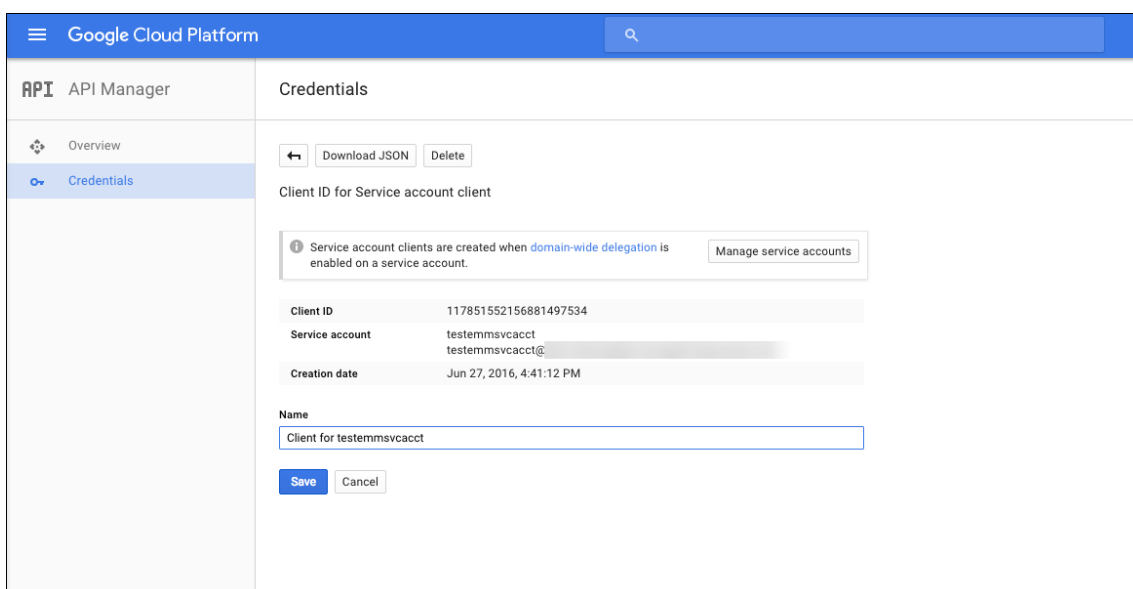 Google Cloud Platform
API API Manager
Credentials
Overview
Credentials
Download JSON Delete
Client ID for Service account client
Service account clients are created when domain-wide delegation is
enabled on a service account.
Manage service accounts
Client ID 117851552156881497534
Service account testemmsvcacct
testemmsvcacct@
Creation date Jun 27, 2016, 4:41:12 PM
Name
Client for testemmsvcacct
Save Cancel